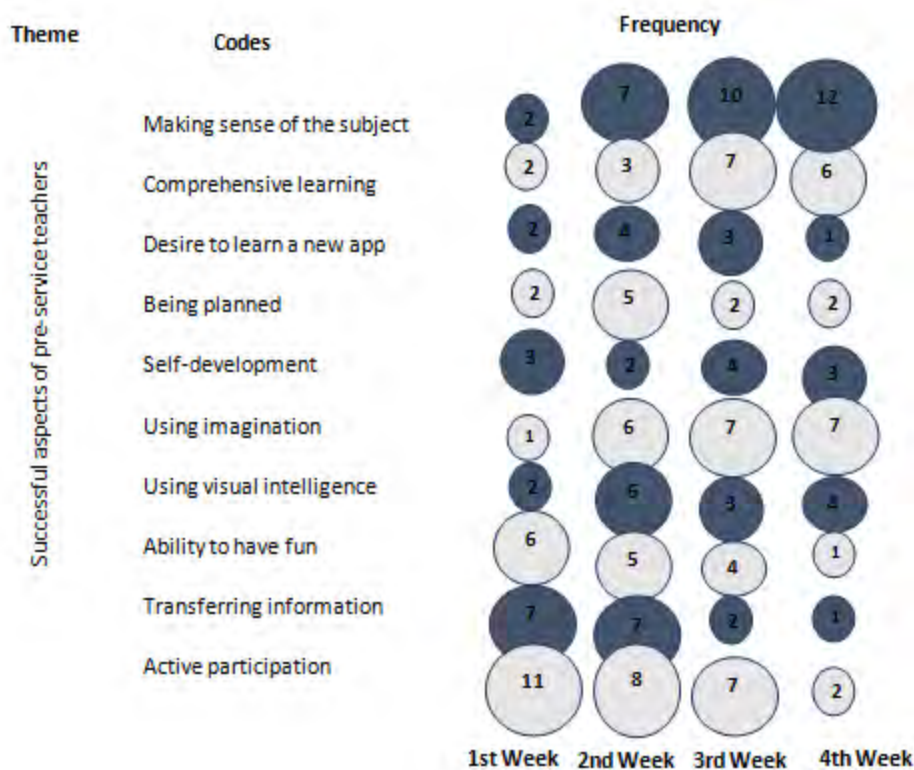 Theme Codes Frequency
Making sense of the subject 2 7 10 12
Comprehensive learning 2 3 7 6
Desire to learn a new app 2 4 3 1
Being planned 2 5 2 2
Self-development 3 2 4 3
Using imagination 1 6 7 7
Using visual intelligence 2 6 3 4
Ability to have fun 6 5 4 1
Transferring information 7 7 2 1
Active participation 11 8 7 2
Successful aspects of pre-service teachers
1st Week 2nd Week 3rd Week 4th Week